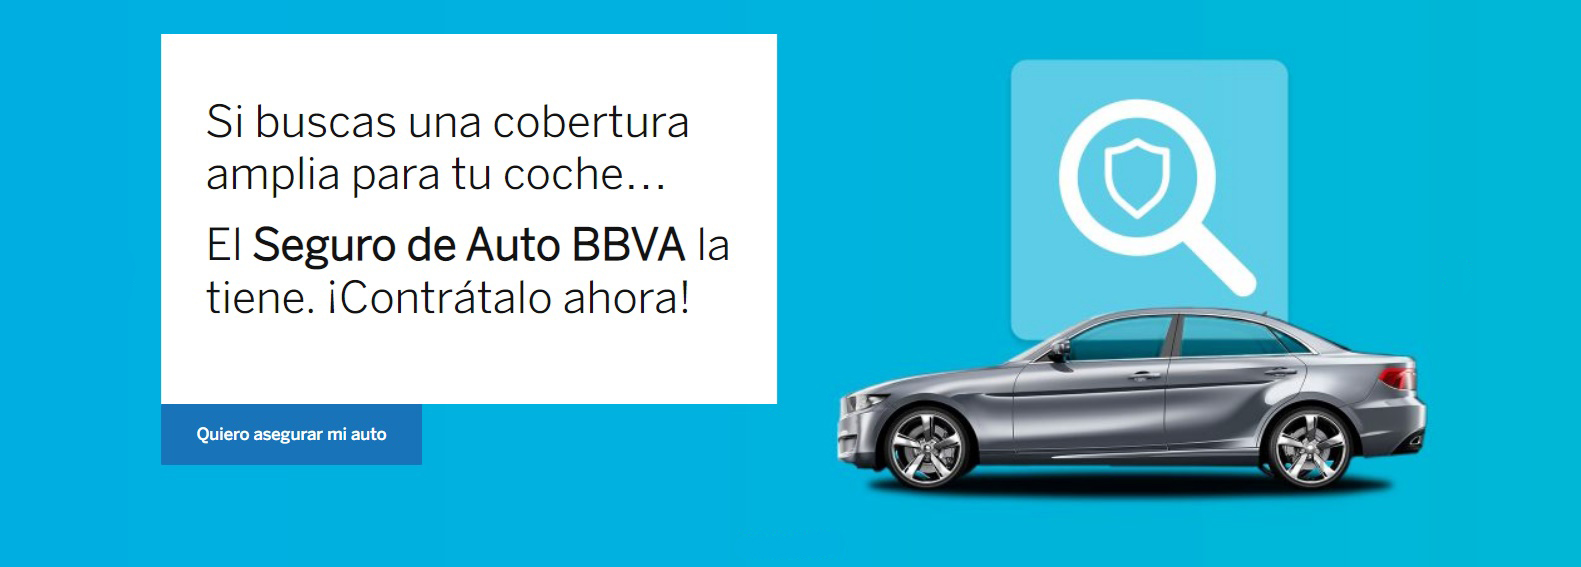 Si buscas una cobertura
amplia para tu coche...
El Seguro de Auto BBVA la
tiene. ¡Contrátalo ahora!
Quiero asegurar mi auto